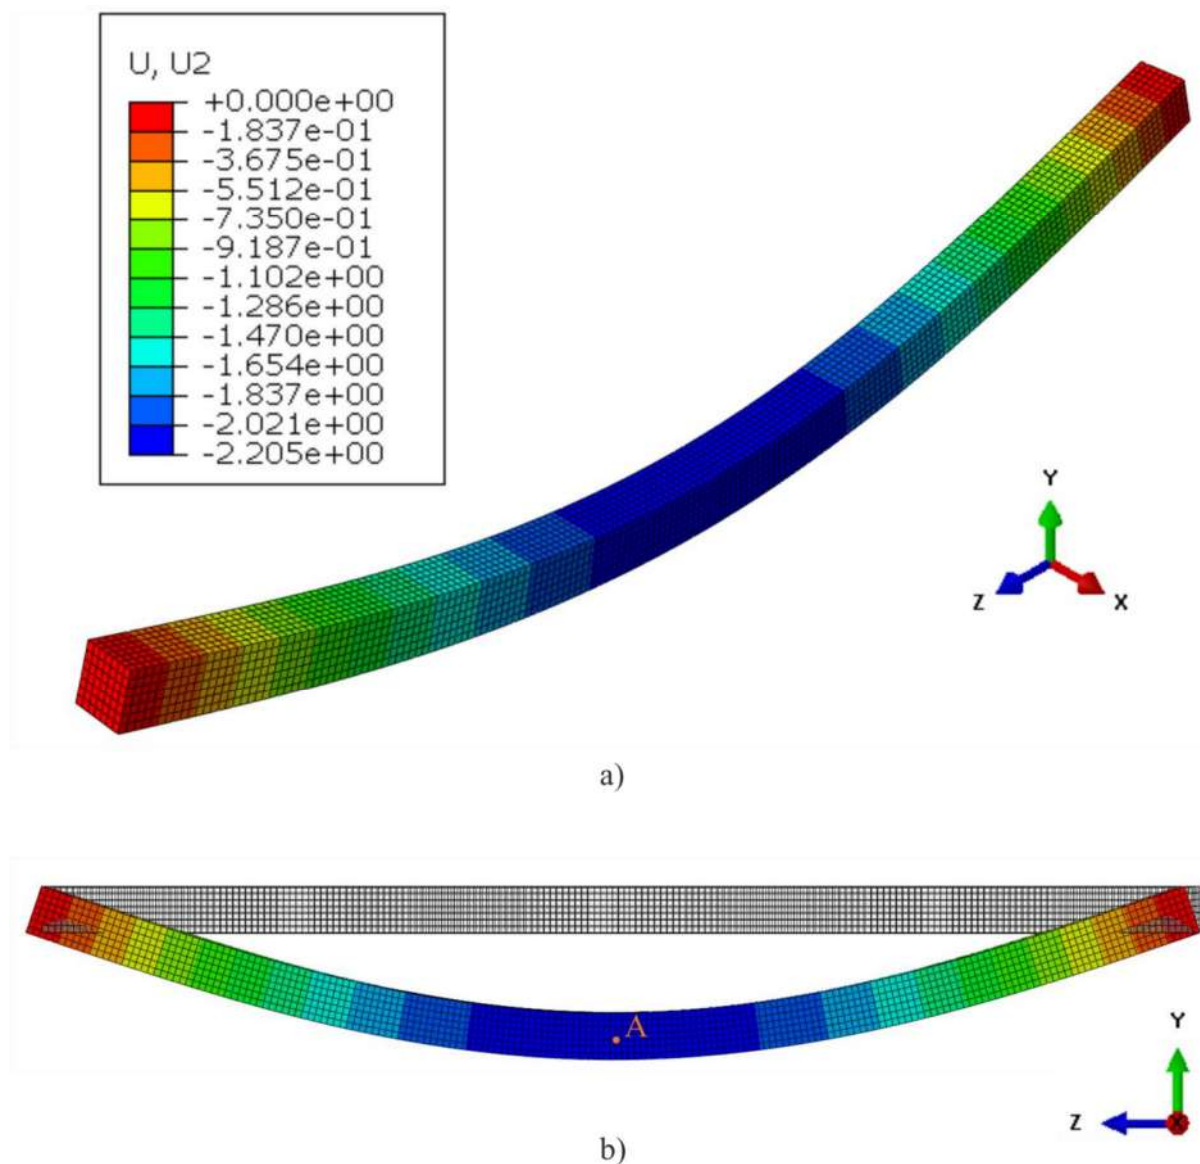 U, U2
+0.000e+00
-1.837e-01
-3.675e-01
-5.512e-01
-7.350e-01
-9.187e-01
-1.102e+00
-1.286e+00
-1.470e+00
-1.654e+00
-1.837e+00
-2.021e+00
-2.205e+00
Y
Z
X
a)
A
Y
Z
X
b)